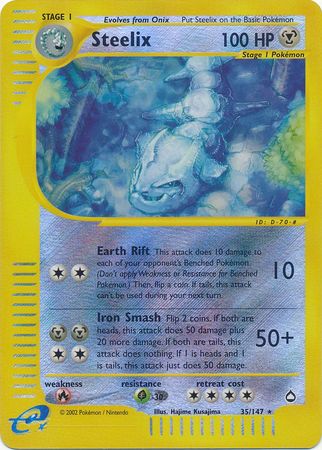 STAGE 1
Evolves from Onix
Put Steelix on the Basic Pokémon
Steelix
100 HP
Stage 1 Pokémon
ID: D-70-#
Earth Rift This attack does 10 damage to
each of your opponent's Benched Pokémon.
(Don't apply Weakness or Resistance for Benched
Pokémon.) Then, flip a coin. If tails, this attack
can't be used during your next turn.
10
Iron Smash Flip 2 coins. If both are
heads, this attack does 50 damage plus
20 more damage. If both are tails, this
attack does nothing. If 1 is heads and 1
is tails, this attack just does 50 damage.
50+
weakness
resistance
retreat cost
30
e
© 2002 Pokémon / Nintendo
Illus. Hajime Kusajima
35/147 ★